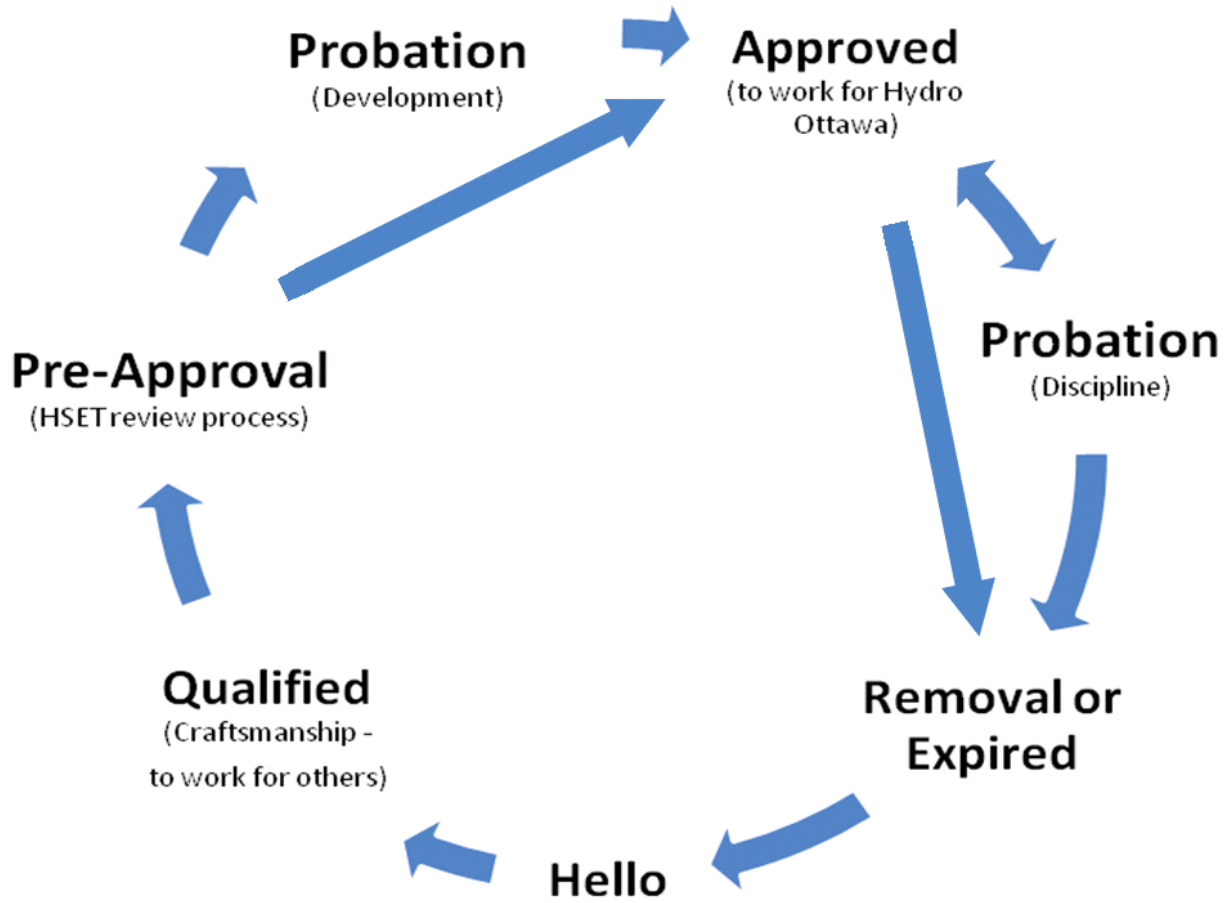 Probation
(Development)
Approved
(to work for Hydro
Ottawa)
Probation
(Discipline)
Pre-Approval
(HSET review process)
Qualified
(Craftsmanship -
to work for others)
Removal or
Expired
Hello